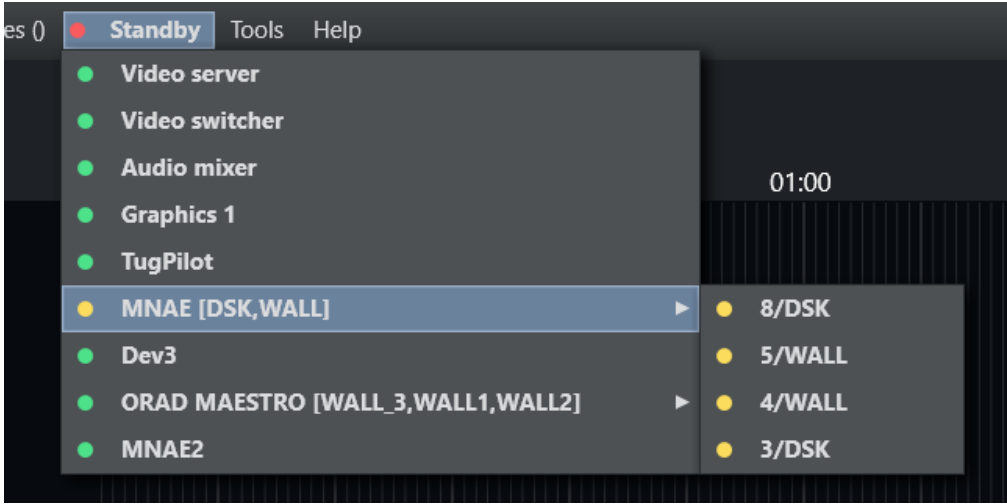 es () Standby Tools Help
Video server
Video switcher
Audio mixer
01:00
Graphics 1
TugPilot
MNAE [DSK,WALL]
8/DSK
Dev3
5/WALL
ORAD MAESTRO [WALL_3,WALL1,WALL2]
4/WALL
MNAE2
3/DSK